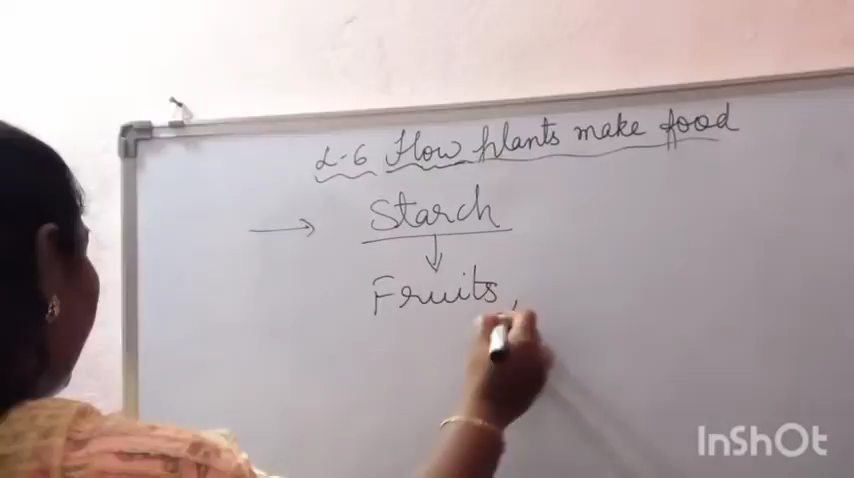 L-6 How plants make food
→ Starch
↓
Fruits,
InShOt